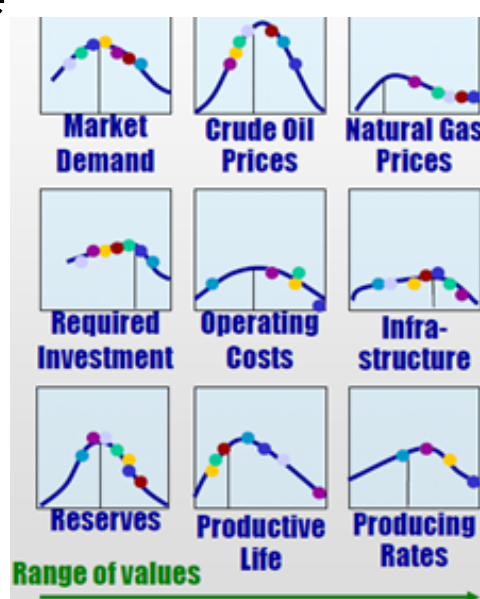 Market
Demand
Crude Oil
Prices
Natural Gas
Prices
Required
Investment
Operating
Costs
Infra-
structure
Reserves
Productive
Life
Producing
Rates
Range of values